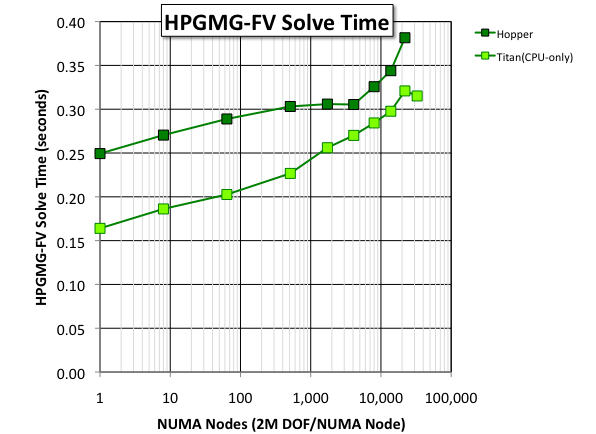 HPGMG-FV Solve Time
Hopper
Titan(CPU-only)
HPGMG-FV Solve Time (seconds)
0.40
0.35
0.30
0.25
0.20
0.15
0.10
0.05
0.00
1 10 100 1,000 10,000 100,000
NUMA Nodes (2M DOF/NUMA Node)